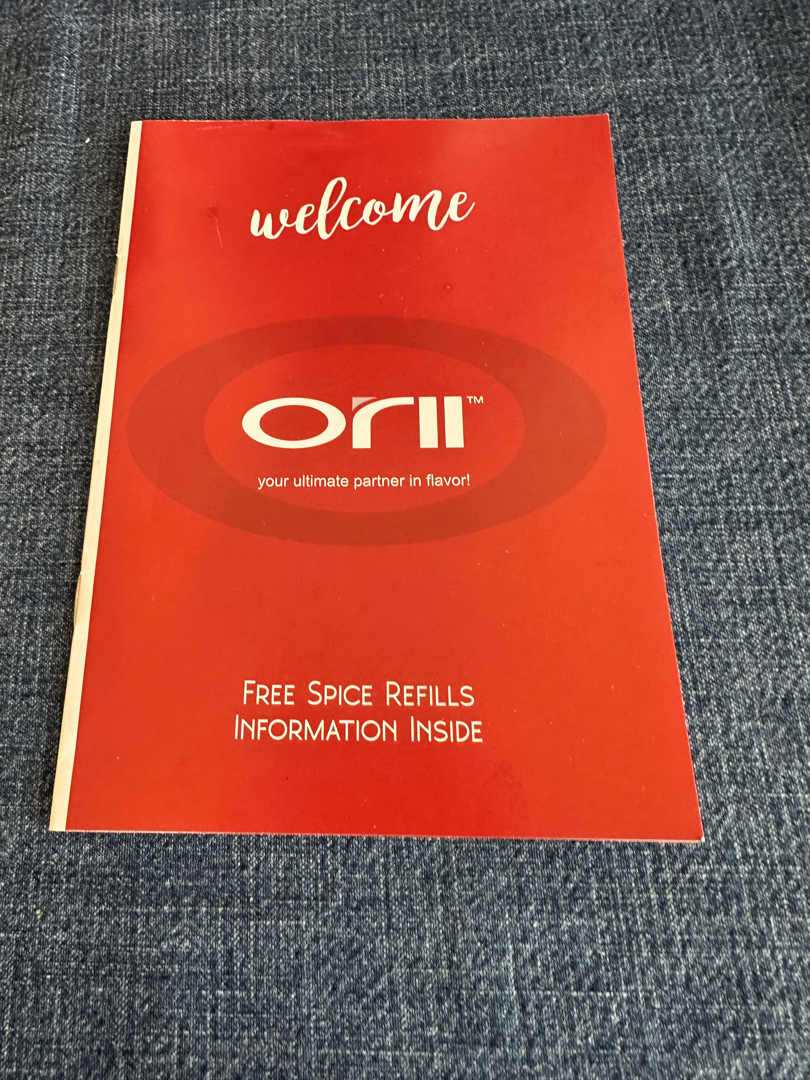 welcome
orii™
your ultimate partner in flavor!
FREE SPICE REFILLS
INFORMATION INSIDE